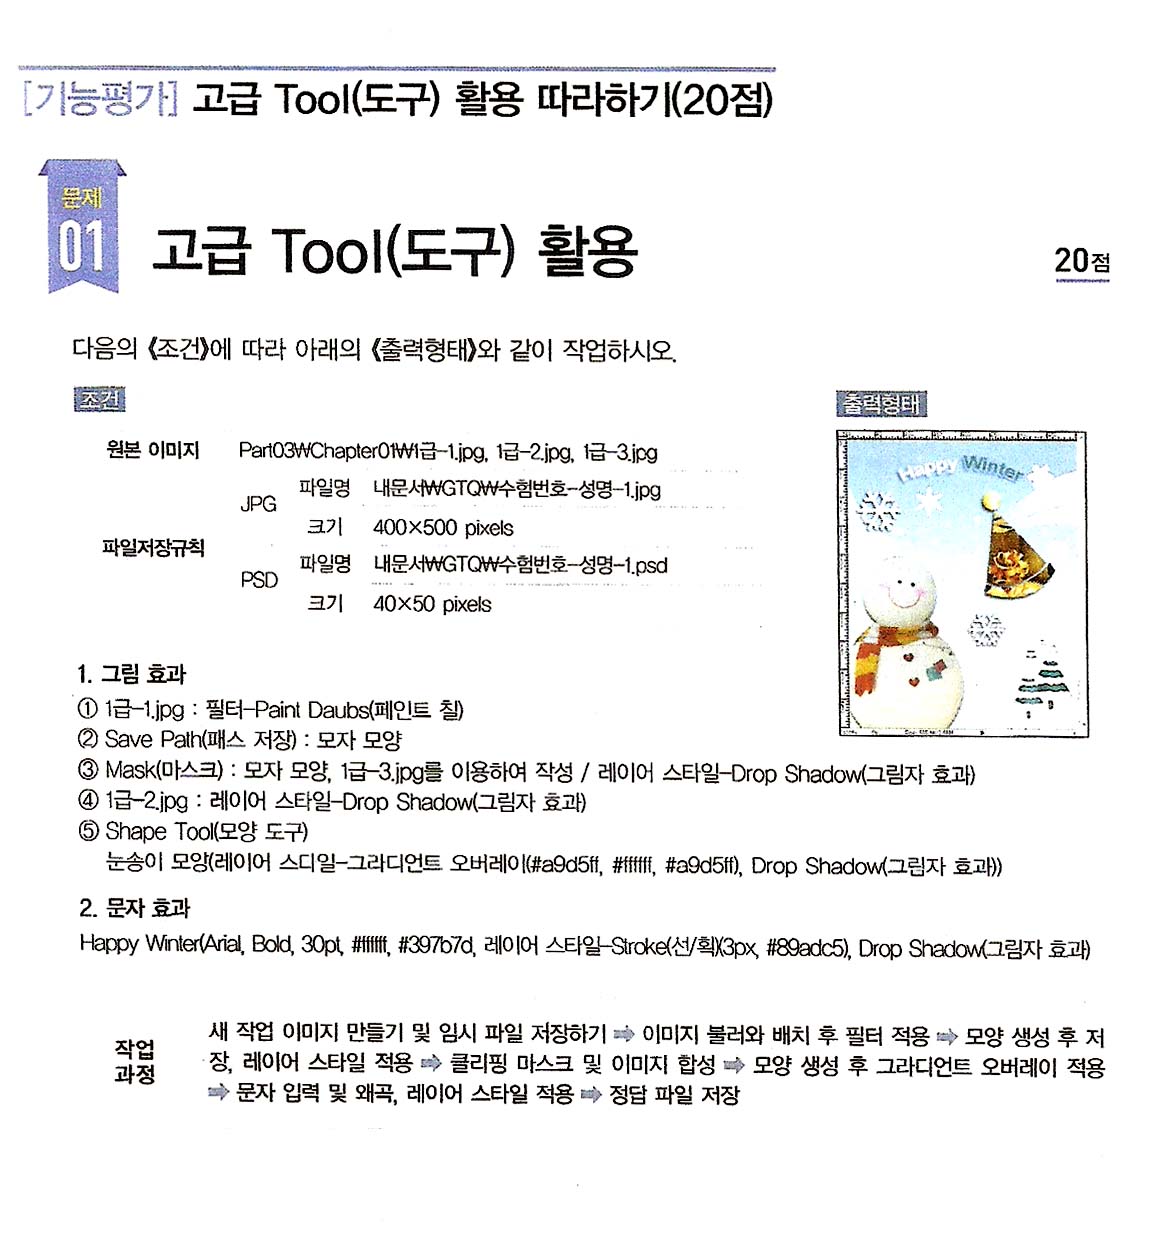 [기능평가] 고급 Tool(도구) 활용 따라하기(20점)
문제
01
고급 Tool(도구) 활용
20점
다음의 《조건》에 따라 아래의 《출력형태》와 같이 작업하시오.
조건
출력형태
원본 이미지 Part03₩Chapter01₩1급-1.jpg, 1급-2.jpg, 1급-3.jpg
파일저장규칙
JPG
파일명 내문서₩GTQ₩수험번호-성명-1.jpg
크기 400×500 pixels
PSD
파일명 내문서₩GTQ₩수험번호-성명-1.psd
크기 40×50 pixels
Happy Winter
1. 그림 효과
① 1급-1.jpg : 필터-Paint Daubs(페인트 칠)
② Save Path(패스 저장) : 모자 모양
③ Mask(마스크) : 모자 모양, 1급-3.jpg를 이용하여 작성 / 레이어 스타일-Drop Shadow(그림자 효과)
④ 1급-2.jpg : 레이어 스타일-Drop Shadow(그림자 효과)
⑤ Shape Tool(모양 도구)
눈송이 모양(레이어 스디일-그라디언트 오버레이(#a9d5ff, #ffffff, #a9d5ff), Drop Shadow(그림자 효과))
2. 문자 효과
Happy Winter(Arial, Bold, 30pt, #ffffff, #397b7d, 레이어 스타일-Stroke(선/획)(3px, #89adc5), Drop Shadow(그림자 효과)
작업
과정
새 작업 이미지 만들기 및 임시 파일 저장하기 ➡ 이미지 불러와 배치 후 필터 적용 ➡ 모양 생성 후 저
장, 레이어 스타일 적용 ➡ 클리핑 마스크 및 이미지 합성 ➡ 모양 생성 후 그라디언트 오버레이 적용
➡ 문자 입력 및 왜곡, 레이어 스타일 적용 ➡ 정답 파일 저장